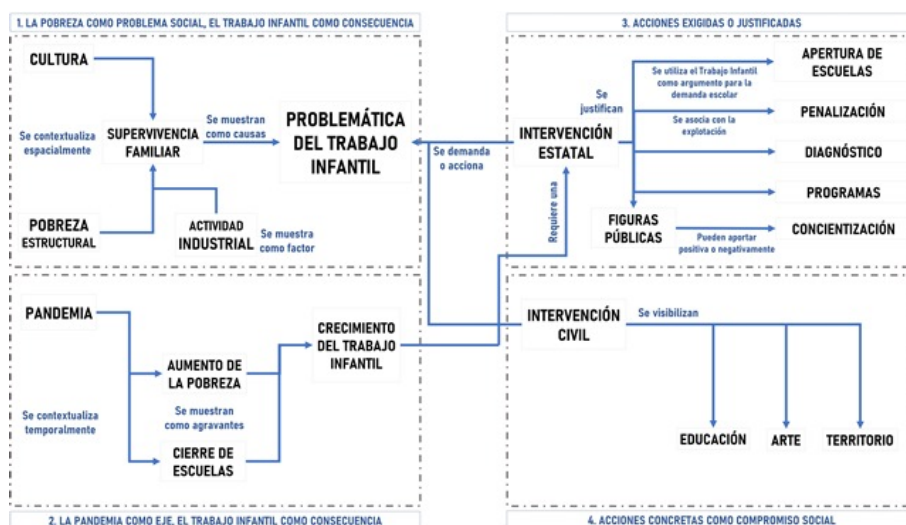 1. LA POBREZA COMO PROBLEMA SOCIAL, EL TRABAJO INFANTIL COMO CONSECUENCIA
CULTURA
Se contextualiza
espacialmente
SUPERVIVENCIA
FAMILIAR
Se muestran
como causas
PROBLEMÁTICA
DEL TRABAJO
INFANTIL
POBREZA
ESTRUCTURAL
ACTIVIDAD
INDUSTRIAL
Se muestra
como factor
3. ACCIONES EXIGIDAS O JUSTIFICADAS
Se demanda
o acciona
INTERVENCIÓN
ESTATAL
Requiere una
Se
justifican
Se utiliza el Trabajo Infantil
como argumento para la
demanda escolar
APERTURA DE
ESCUELAS
Se asocia con la
explotación
PENALIZACIÓN
DIAGNÓSTICO
PROGRAMAS
FIGURAS
PÚBLICAS
Pueden aportar
positiva o negativamente
CONCIENTIZACIÓN
PANDEMIA
Se contextualiza
temporalmente
AUMENTO DE
LA POBREZA
Se muestran
como agravantes
CIERRE DE
ESCUELAS
CRECIMIENTO
DEL TRABAJO
INFANTIL
2. LA PANDEMIA COMO EJE, EL TRABAJO INFANTIL COMO CONSECUENCIA
INTERVENCIÓN
CIVIL
Se visibilizan
EDUCACIÓN
ARTE
TERRITORIO
4. ACCIONES CONCRETAS COMO COMPROMISO SOCIAL